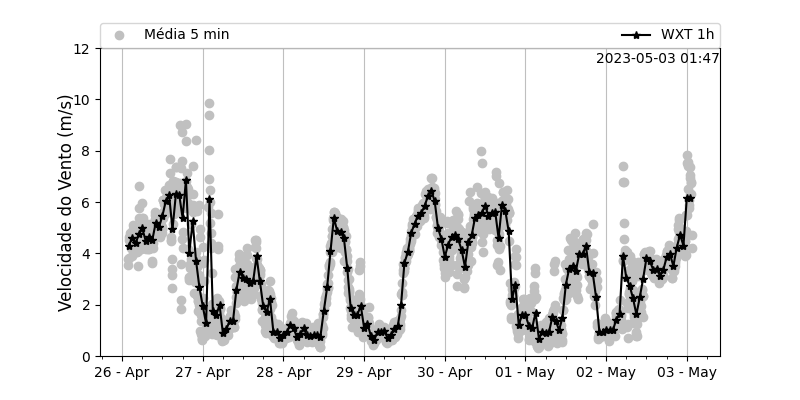 Média 5 min
WXT 1h
2023-05-03 01:47
Velocidade do Vento (m/s)
12
10
8
6
4
2
0
26 - Apr 27 - Apr 28 - Apr 29 - Apr 30 - Apr 01 - May 02 - May 03 - May